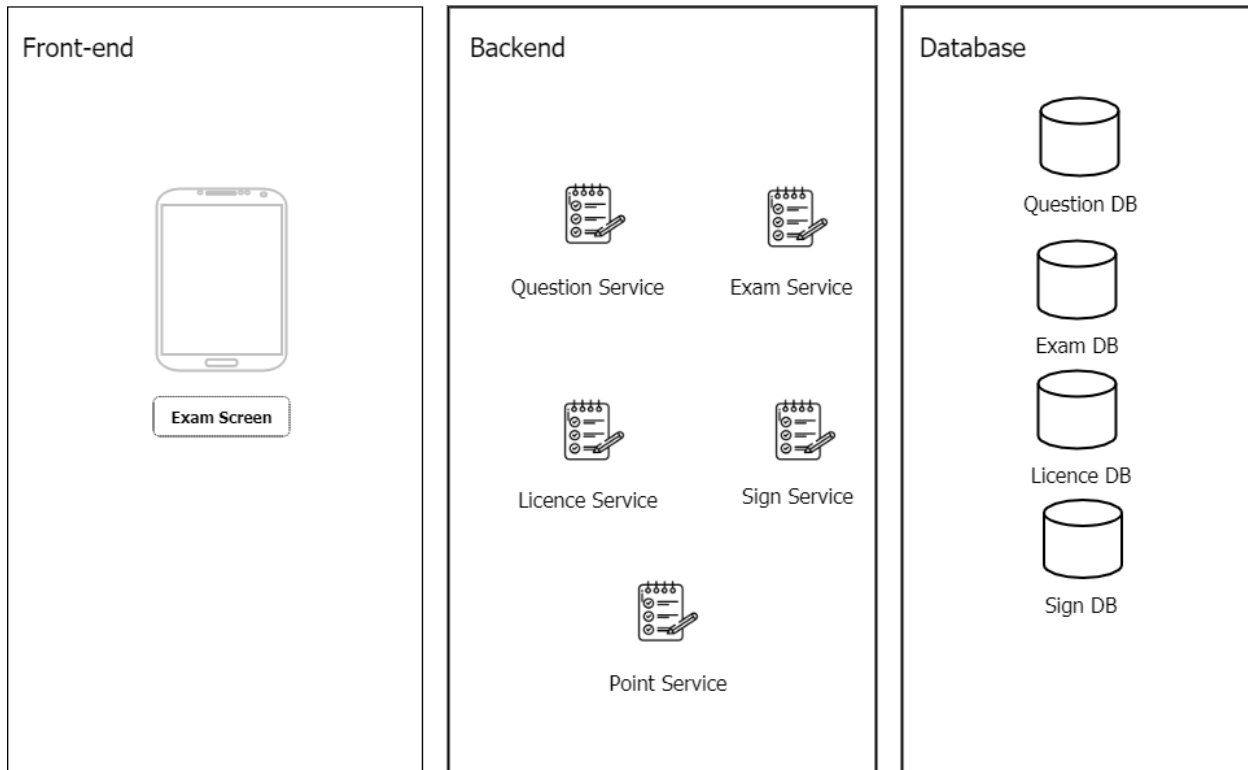 Front-end
Exam Screen
Backend
Question Service
Exam Service
Licence Service
Sign Service
Point Service
Database
Question DB
Exam DB
Licence DB
Sign DB